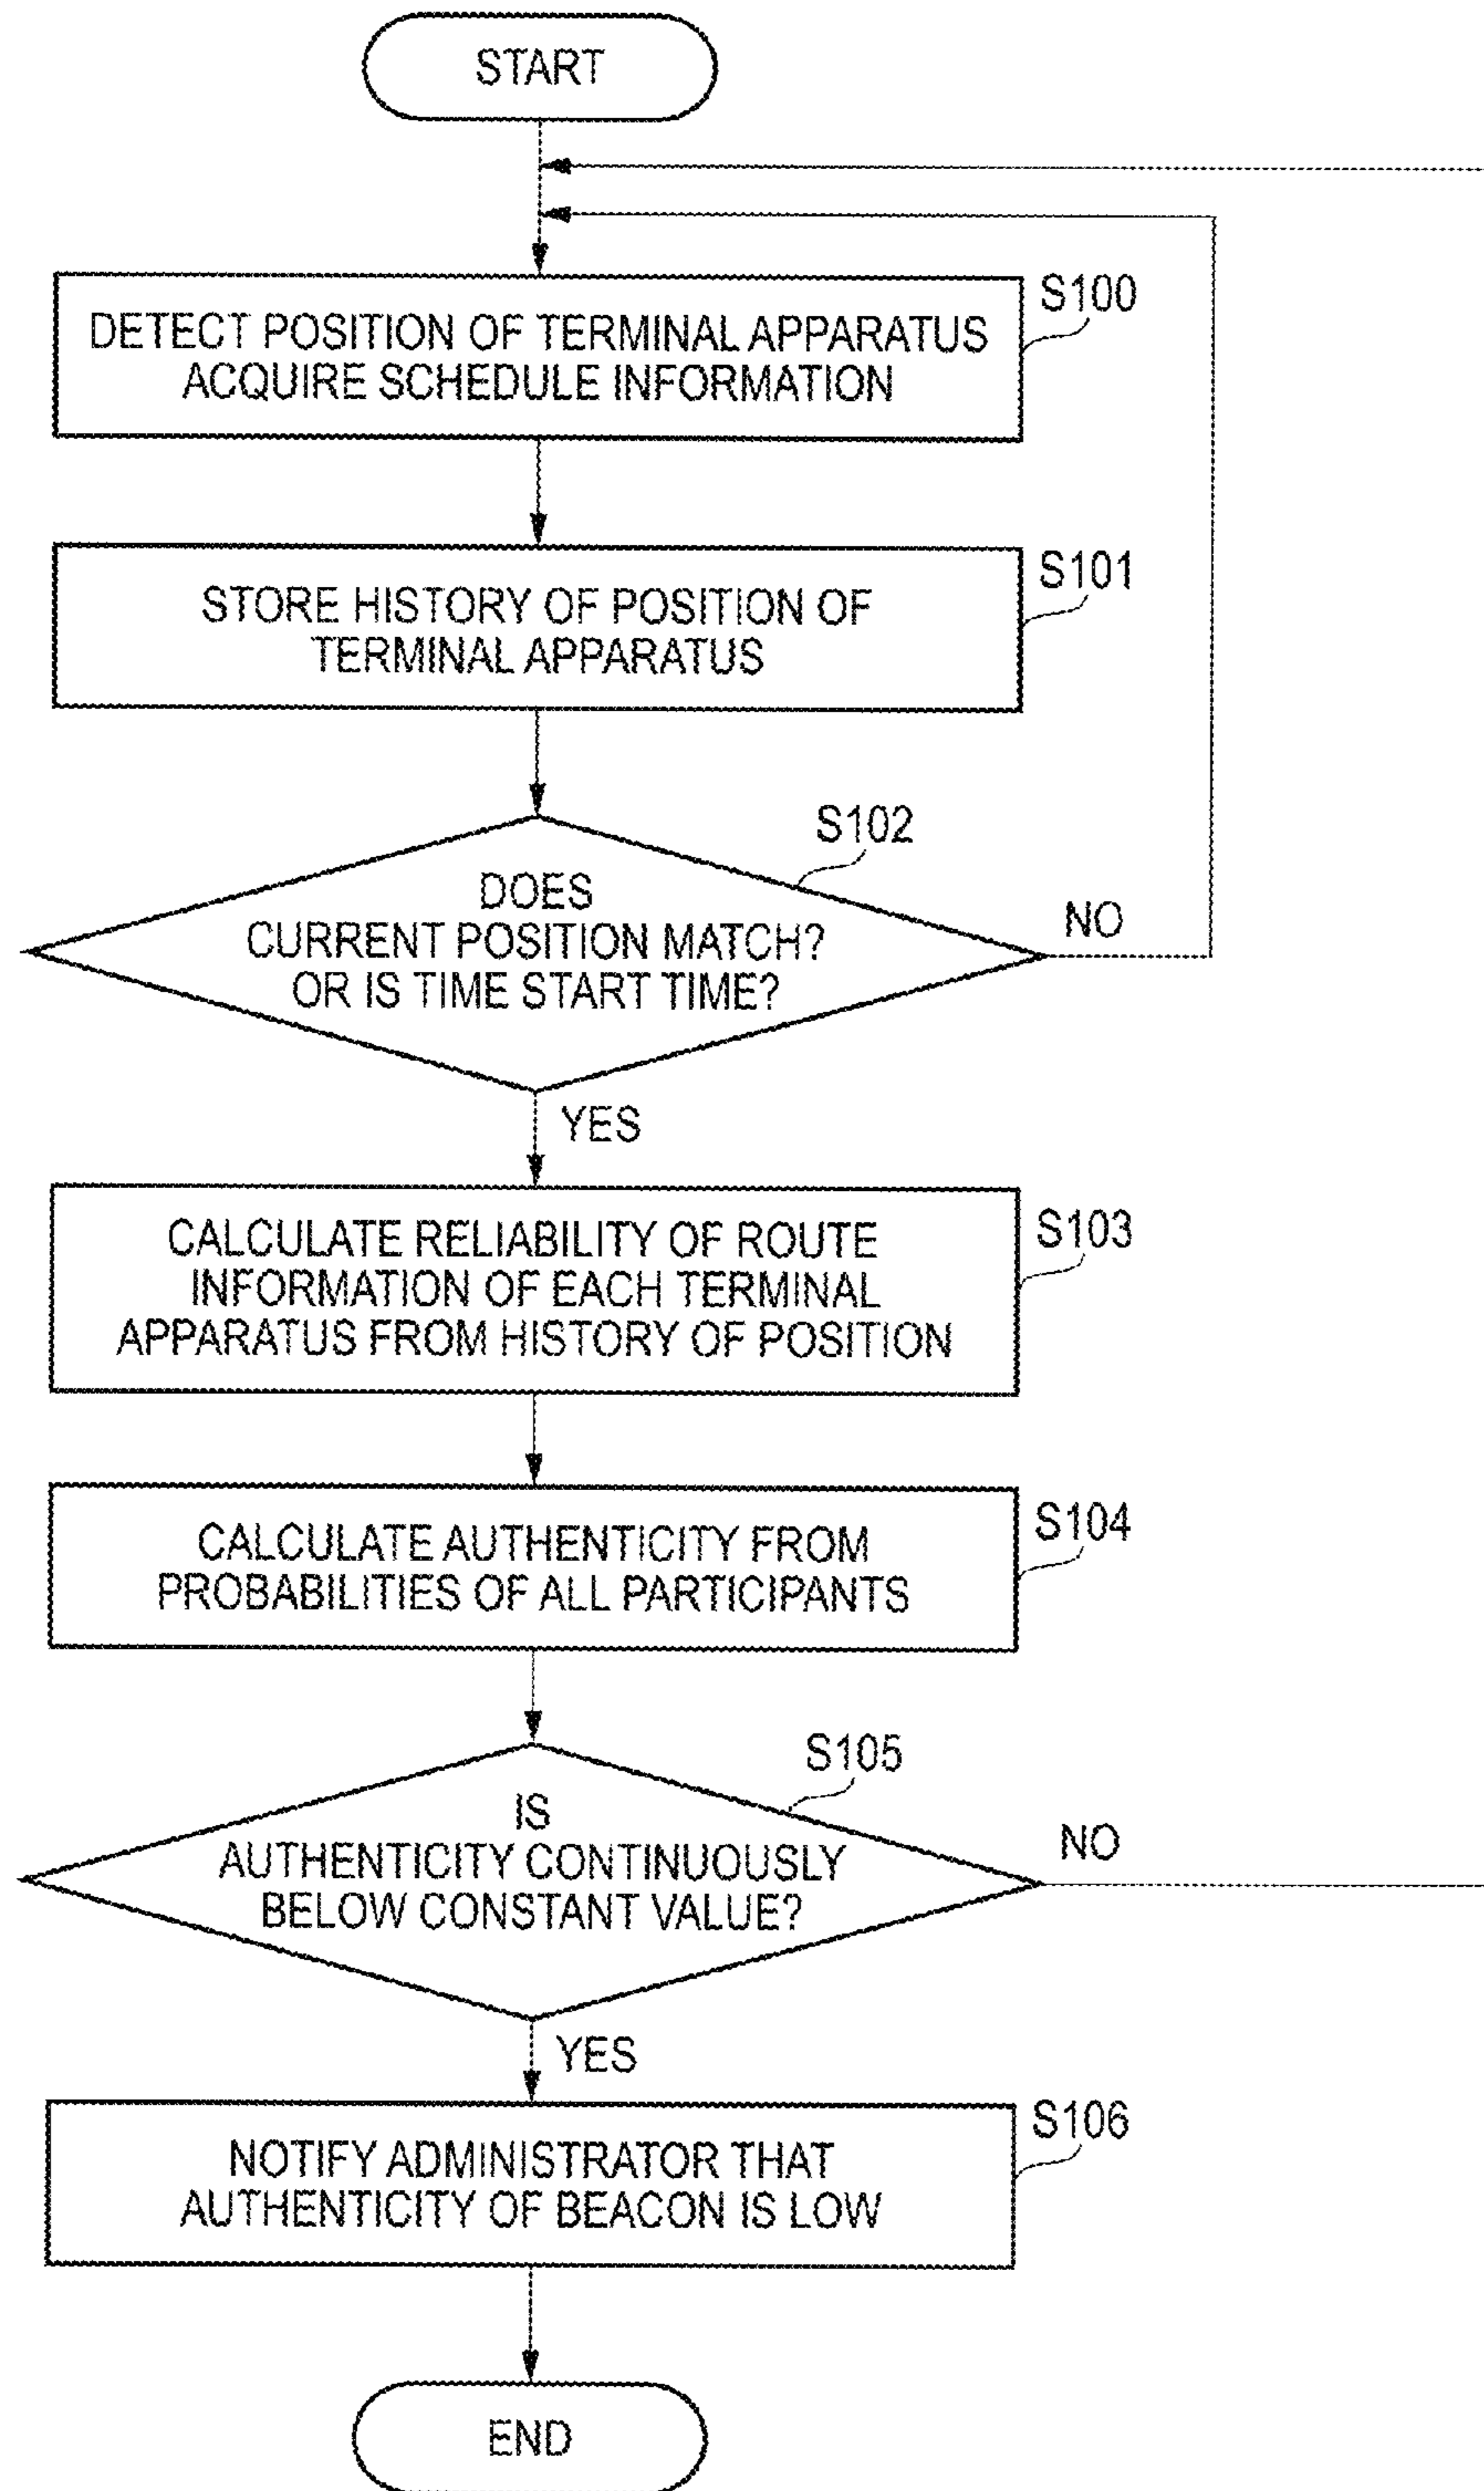 START
S100
DETECT POSITION OF TERMINAL APPARATUS
ACQUIRE SCHEDULE INFORMATION
S101
STORE HISTORY OF POSITION OF
TERMINAL APPARATUS
S102
DOES
CURRENT POSITION MATCH?
OR IS TIME START TIME?
NO
YES
S103
CALCULATE RELIABILITY OF ROUTE
INFORMATION OF EACH TERMINAL
APPARATUS FROM HISTORY OF POSITION
S104
CALCULATE AUTHENTICITY FROM
PROBABILITIES OF ALL PARTICIPANTS
S105
IS
AUTHENTICITY CONTINUOUSLY
BELOW CONSTANT VALUE?
NO
YES
S106
NOTIFY ADMINISTRATOR THAT
AUTHENTICITY OF BEACON IS LOW
END